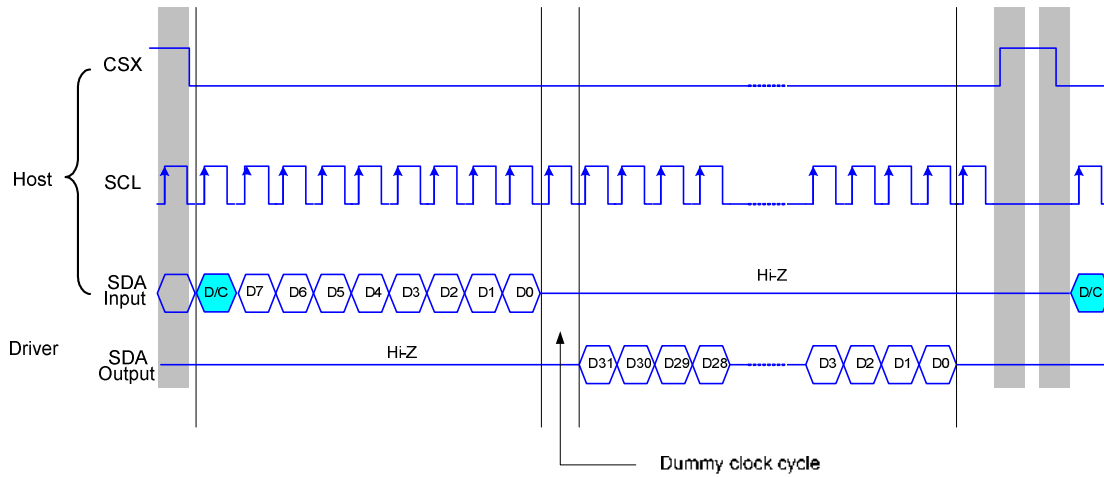 CSX
Host
SCL
SDA
Input
D/C D7 D6 D5 D4 D3 D2 D1 D0
Hi-Z
D/C
Driver
SDA
Output
Hi-Z
D31 D30 D29 D28
D3 D2 D1 D0
Dummy clock cycle